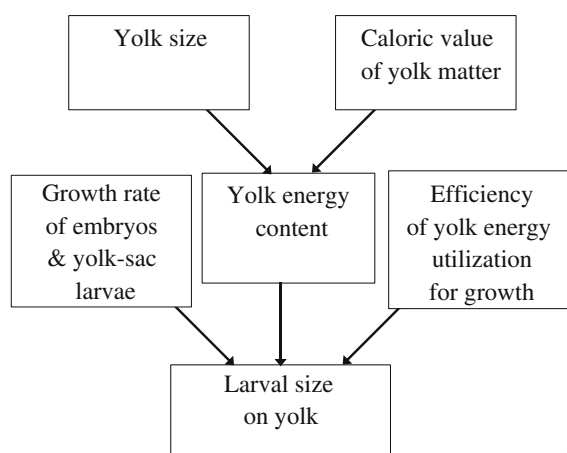 Yolk size
Caloric value
of yolk matter
Growth rate
of embryos
& yolk-sac
larvae
Yolk energy
content
Efficiency
of yolk energy
utilization
for growth
Larval size
on yolk